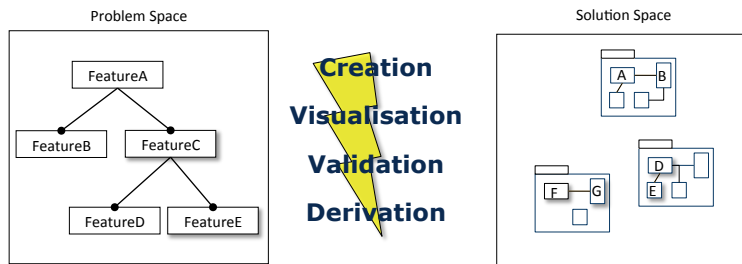 Problem Space
Solution Space
FeatureA
FeatureB
FeatureC
FeatureD
FeatureE
Creation
Visualisation
Validation
Derivation
A
B
D
E
F
G